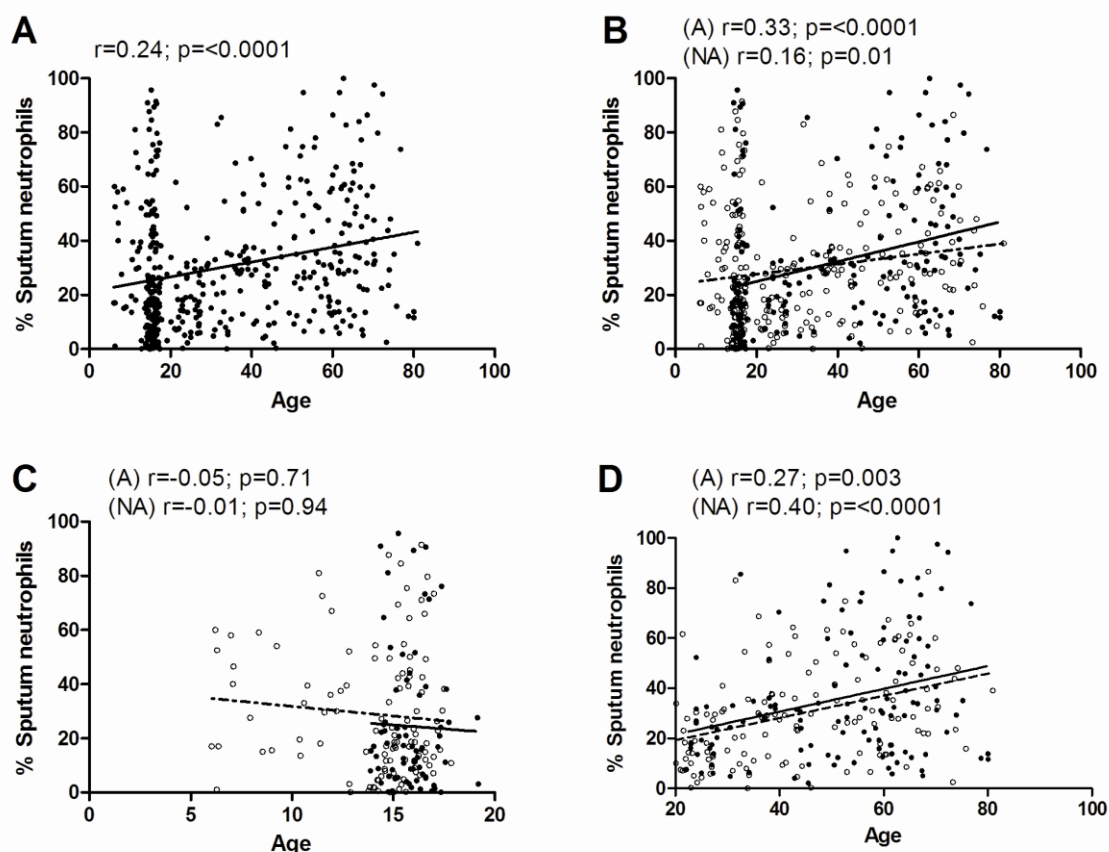 A
r=0.24; p=<0.0001
% Sputum neutrophils
100
80
60
40
20
0
0 20 40 60 80 100
Age
B
(A) r=0.33; p=<0.0001
(NA) r=0.16; p=0.01
% Sputum neutrophils
100
80
60
40
20
0
0 20 40 60 80 100
Age
C
(A) r=-0.05; p=0.71
(NA) r=-0.01; p=0.94
% Sputum neutrophils
100
80
60
40
20
0
0 5 10 15 20
Age
D
(A) r=0.27; p=0.003
(NA) r=0.40; p=<0.0001
% Sputum neutrophils
100
80
60
40
20
0
20 40 60 80 100
Age